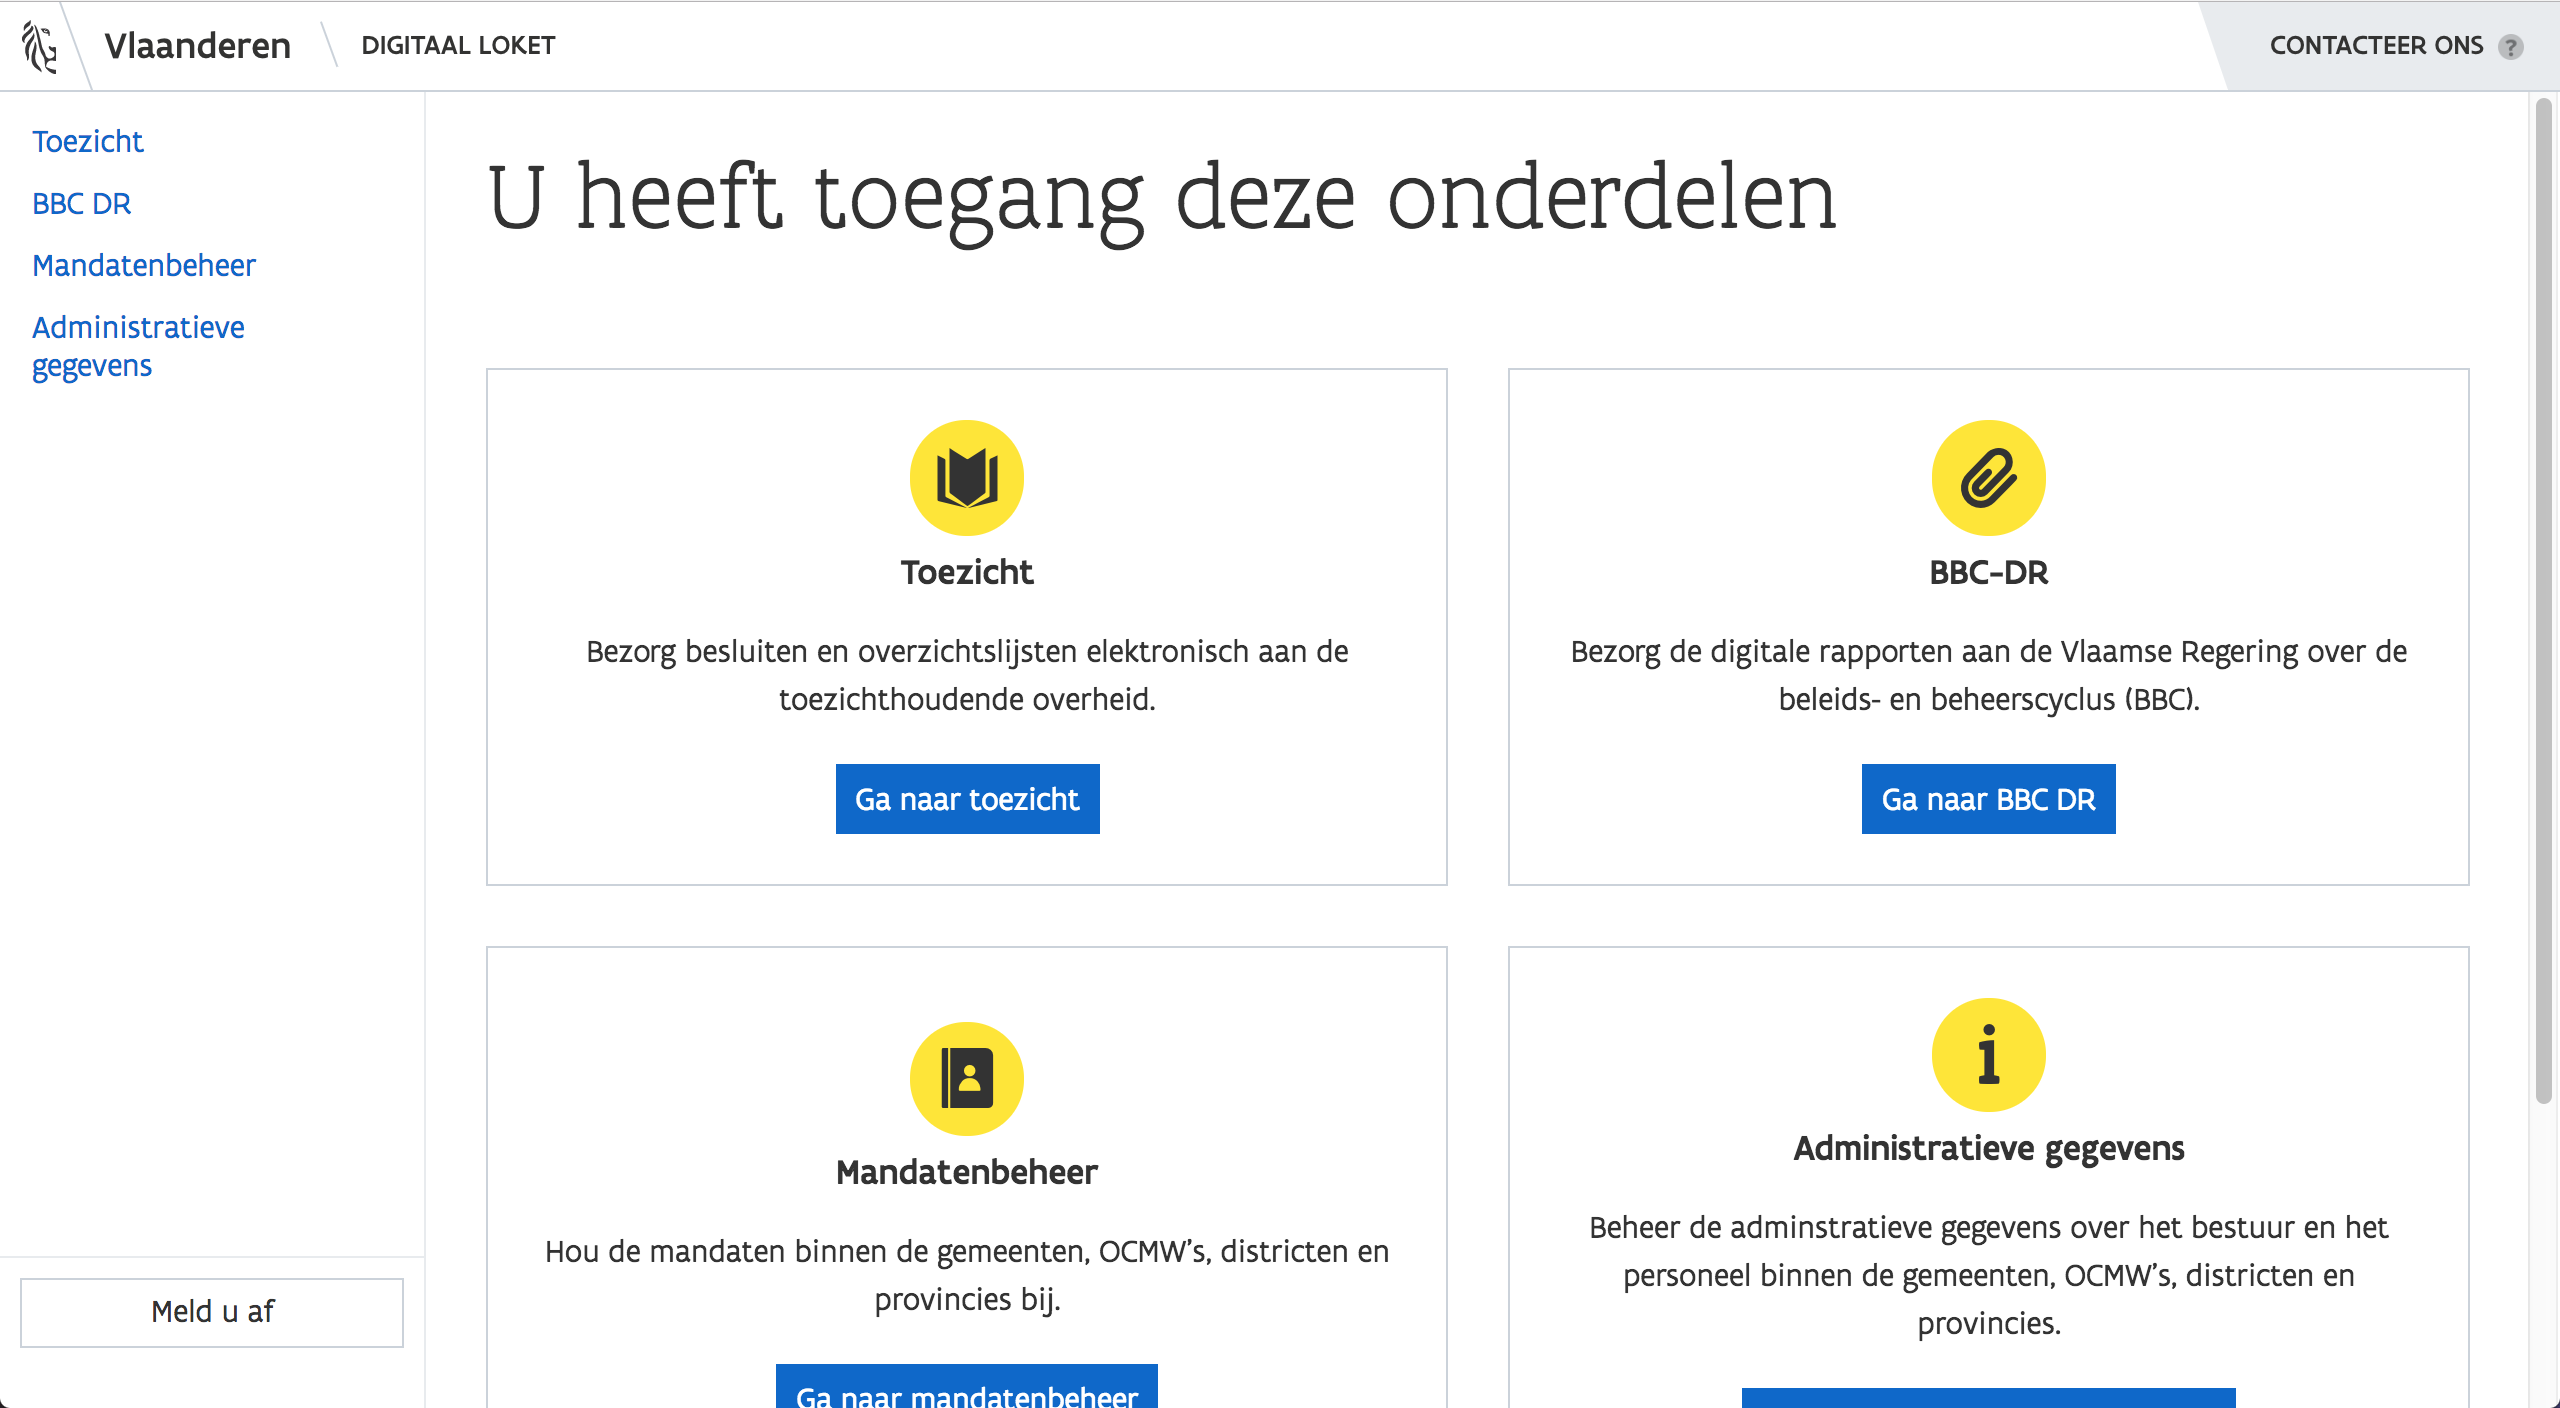 Vlaanderen
DIGITAAL LOKET
CONTACTEER ONS ?
Toezicht
BBC DR
Mandatenbeheer
Administratieve
gegevens
Meld u af
U heeft toegang deze onderdelen
Toezicht
Bezorg besluiten en overzichtslijsten elektronisch aan de
toezichthoudende overheid.
Ga naar toezicht
BBC-DR
Bezorg de digitale rapporten aan de Vlaamse Regering over de
beleids- en beheerscyclus (BBC).
Ga naar BBC DR
Mandatenbeheer
Hou de mandaten binnen de gemeenten, OCMW's, districten en
provincies bij.
Ga naar mandatenbeheer
Administratieve gegevens
Beheer de adminstratieve gegevens over het bestuur en het
personeel binnen de gemeenten, OCMW's, districten en
provincies.